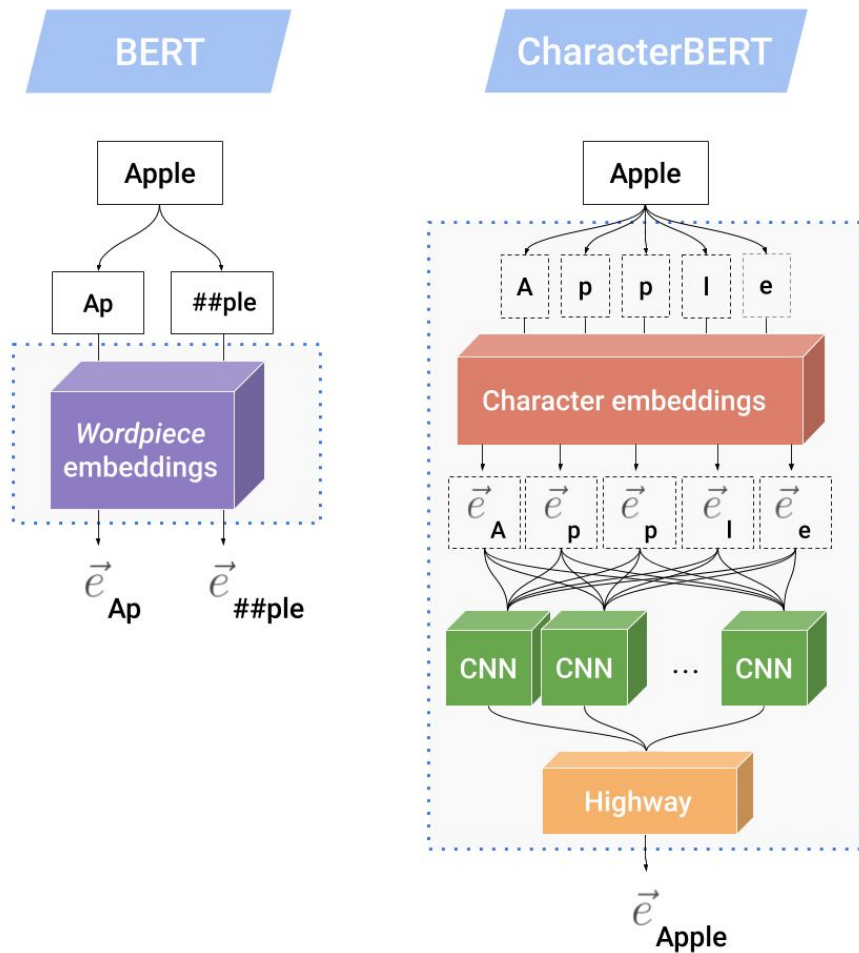 BERT
CharacterBERT
Apple
Ap
##ple
Wordpiece
embeddings
e⃗ Ap
e⃗ ##ple
Apple
A p p l e
Character embeddings
e⃗ A e⃗ p e⃗ p e⃗ l e⃗ e
CNN CNN ... CNN
Highway
e⃗ Apple